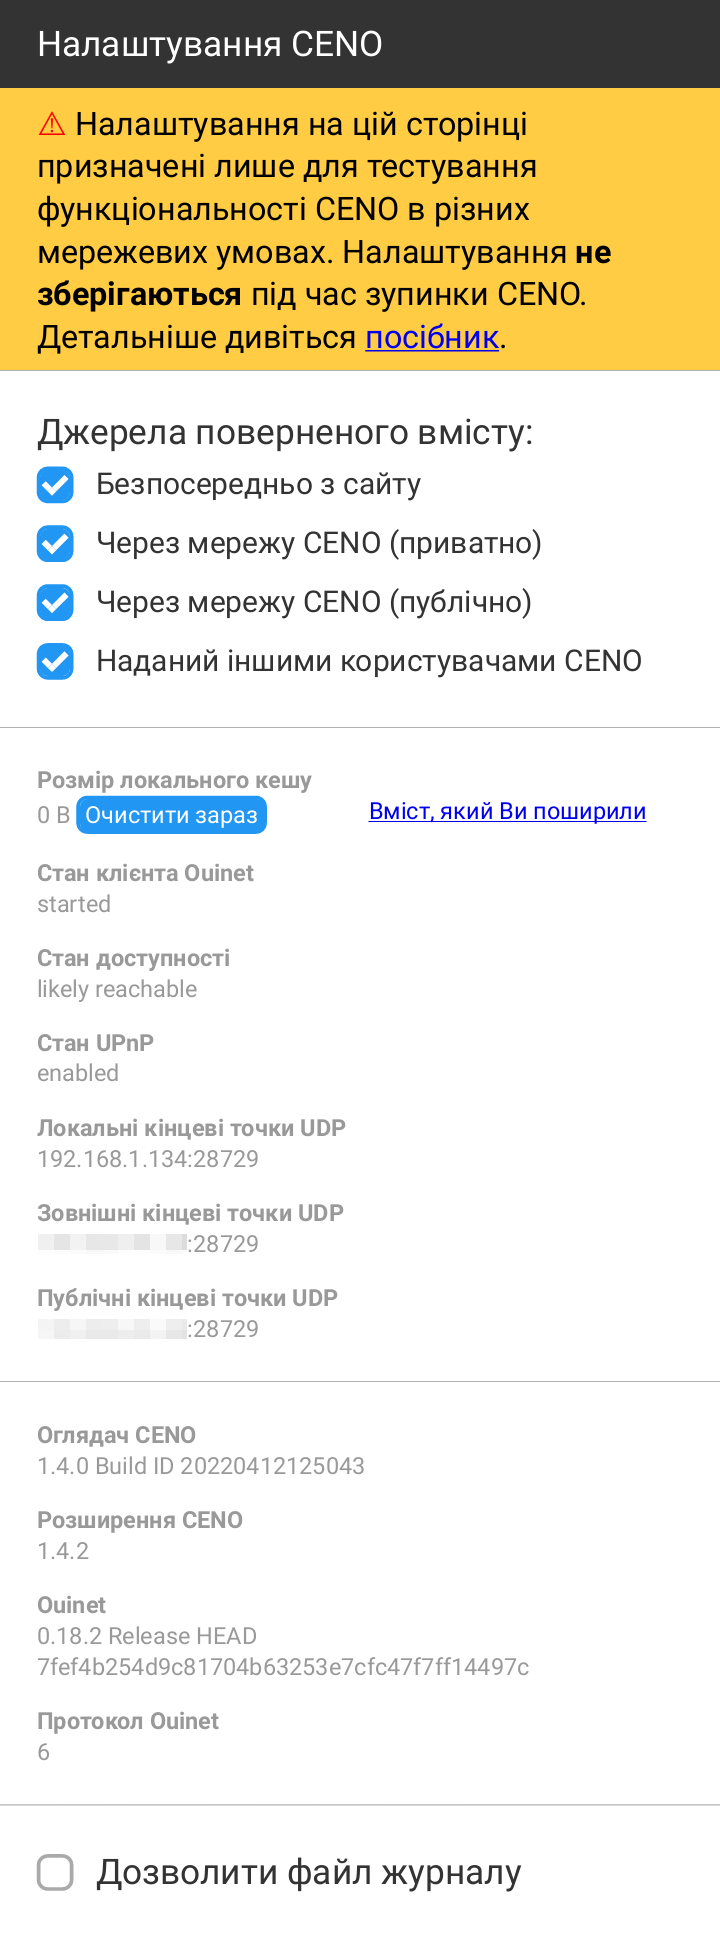 Налаштування CENO
⚠ Налаштування на цій сторінці
призначені лише для тестування
функціональності CENO в різних
мережевих умовах. Налаштування не
зберігаються під час зупинки CENO.
Детальніше дивіться посібник.
Джерела поверненого вмісту:
Безпосередньо з сайту
Через мережу CENO (приватно)
Через мережу CENO (публічно)
Наданий іншими користувачами CENO
Розмір локального кешу
0 B Очистити зараз
Вміст, який Ви поширили
Стан клієнта Ouinet
started
Стан доступності
likely reachable
Стан UPnP
enabled
Локальні кінцеві точки UDP
192.168.1.134:28729
Зовнішні кінцеві точки UDP
:28729
Публічні кінцеві точки UDP
:28729
Оглядач CENO
1.4.0 Build ID 20220412125043
Розширення CENO
1.4.2
Ouinet
0.18.2 Release HEAD
7fef4b254d9c81704b63253e7cfc47f7ff14497c
Протокол Ouinet
6
Дозволити файл журналу